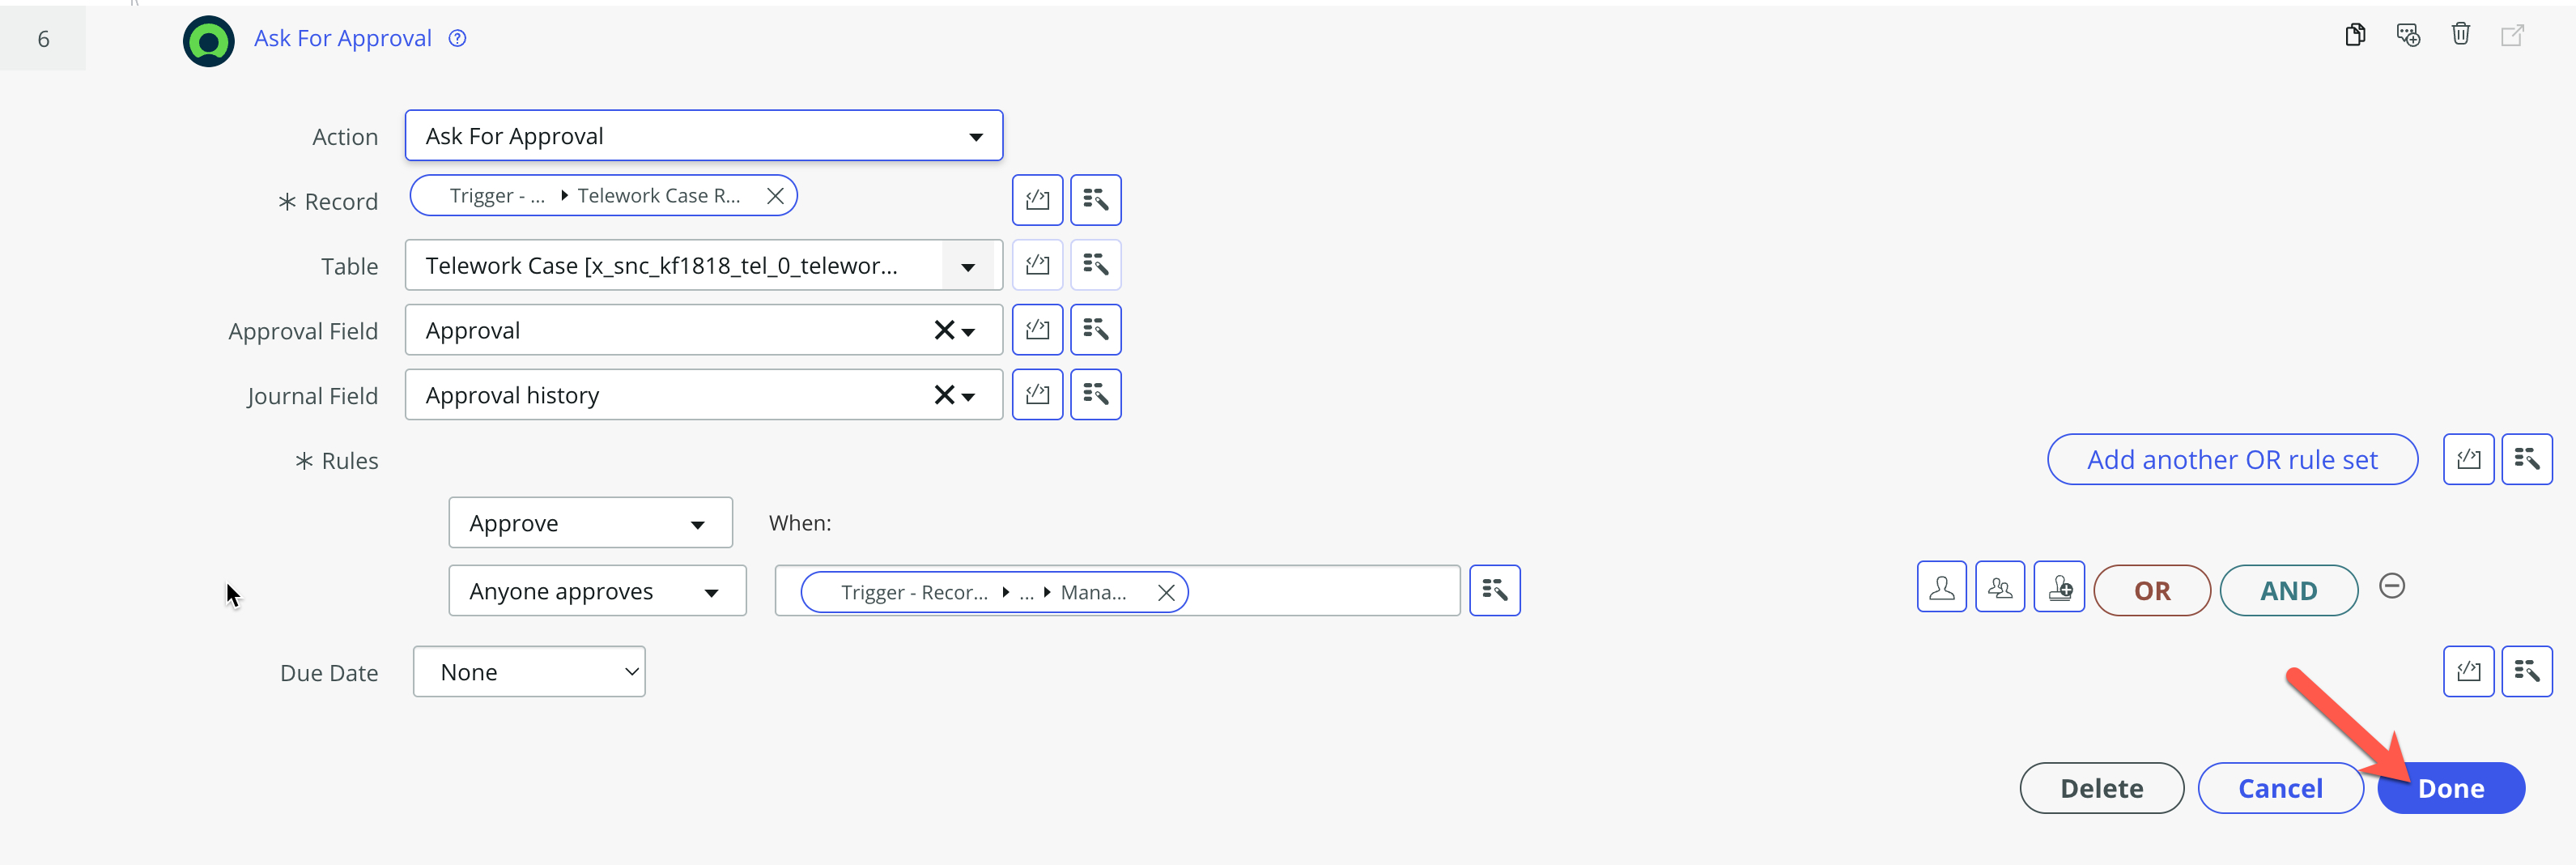 6 Ask For Approval
Action Ask For Approval
* Record Trigger - ... Telework Case R...
Table Telework Case [x_snc_kf1818_tel_0_telewor...
Approval Field Approval
Journal Field Approval history
* Rules Add another OR rule set
Approve When:
Anyone approves Trigger - Recor... ... Mana... OR AND
Due Date None
Delete Cancel Done